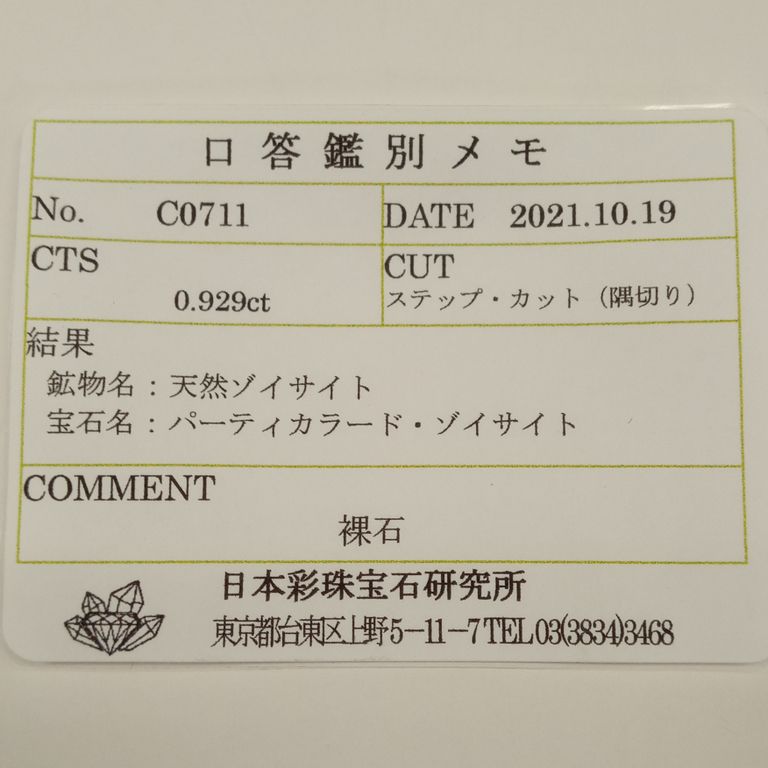 口答鑑別メモ
No. C0711 DATE 2021.10.19
CTS CUT
0.929ct ステップ・カット（隅切り）
結果
鉱物名：天然ゾイサイト
宝石名：パーティカラード・ゾイサイト
COMMENT
裸石
日本彩珠宝石研究所
東京都台東区上野5－11－7TEL03(3834)3468